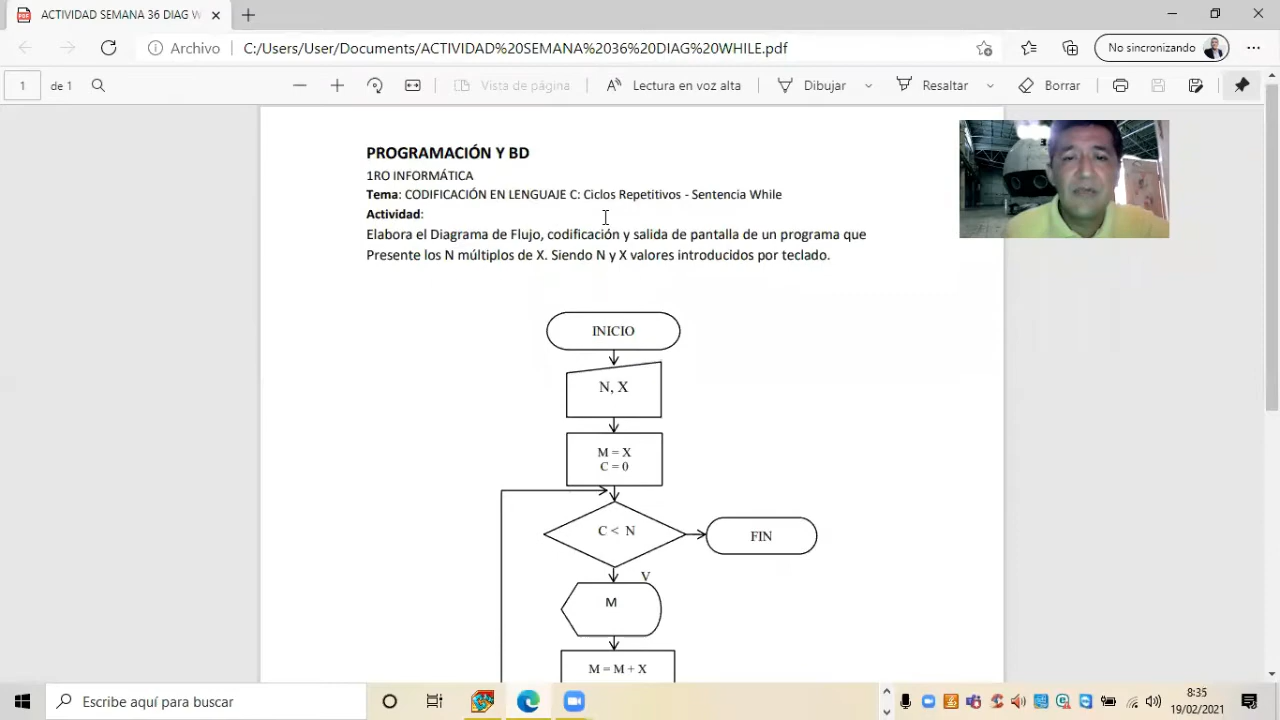 ACTIVIDAD SEMANA 36 DIAG W
Archivo
C:/Users/User/Documents/ACTIVIDAD%20SEMANA%2036%20DIAG%20WHILE.pdf
No sincronizando
1
de 1
Vista de página
Lectura en voz alta
Dibujar
Resaltar
Borrar
PROGRAMACIÓN Y BD
1RO INFORMÁTICA
Tema: CODIFICACIÓN EN LENGUAJE C: Ciclos Repetitivos - Sentencia While
Actividad:
Elabora el Diagrama de Flujo, codificación y salida de pantalla de un programa que
Presente los N múltiplos de X. Siendo N y X valores introducidos por teclado.
INICIO
N, X
M = X
C = 0
C < N
FIN
V
M
M = M + X
Escribe aquí para buscar
8:35
19/02/2021